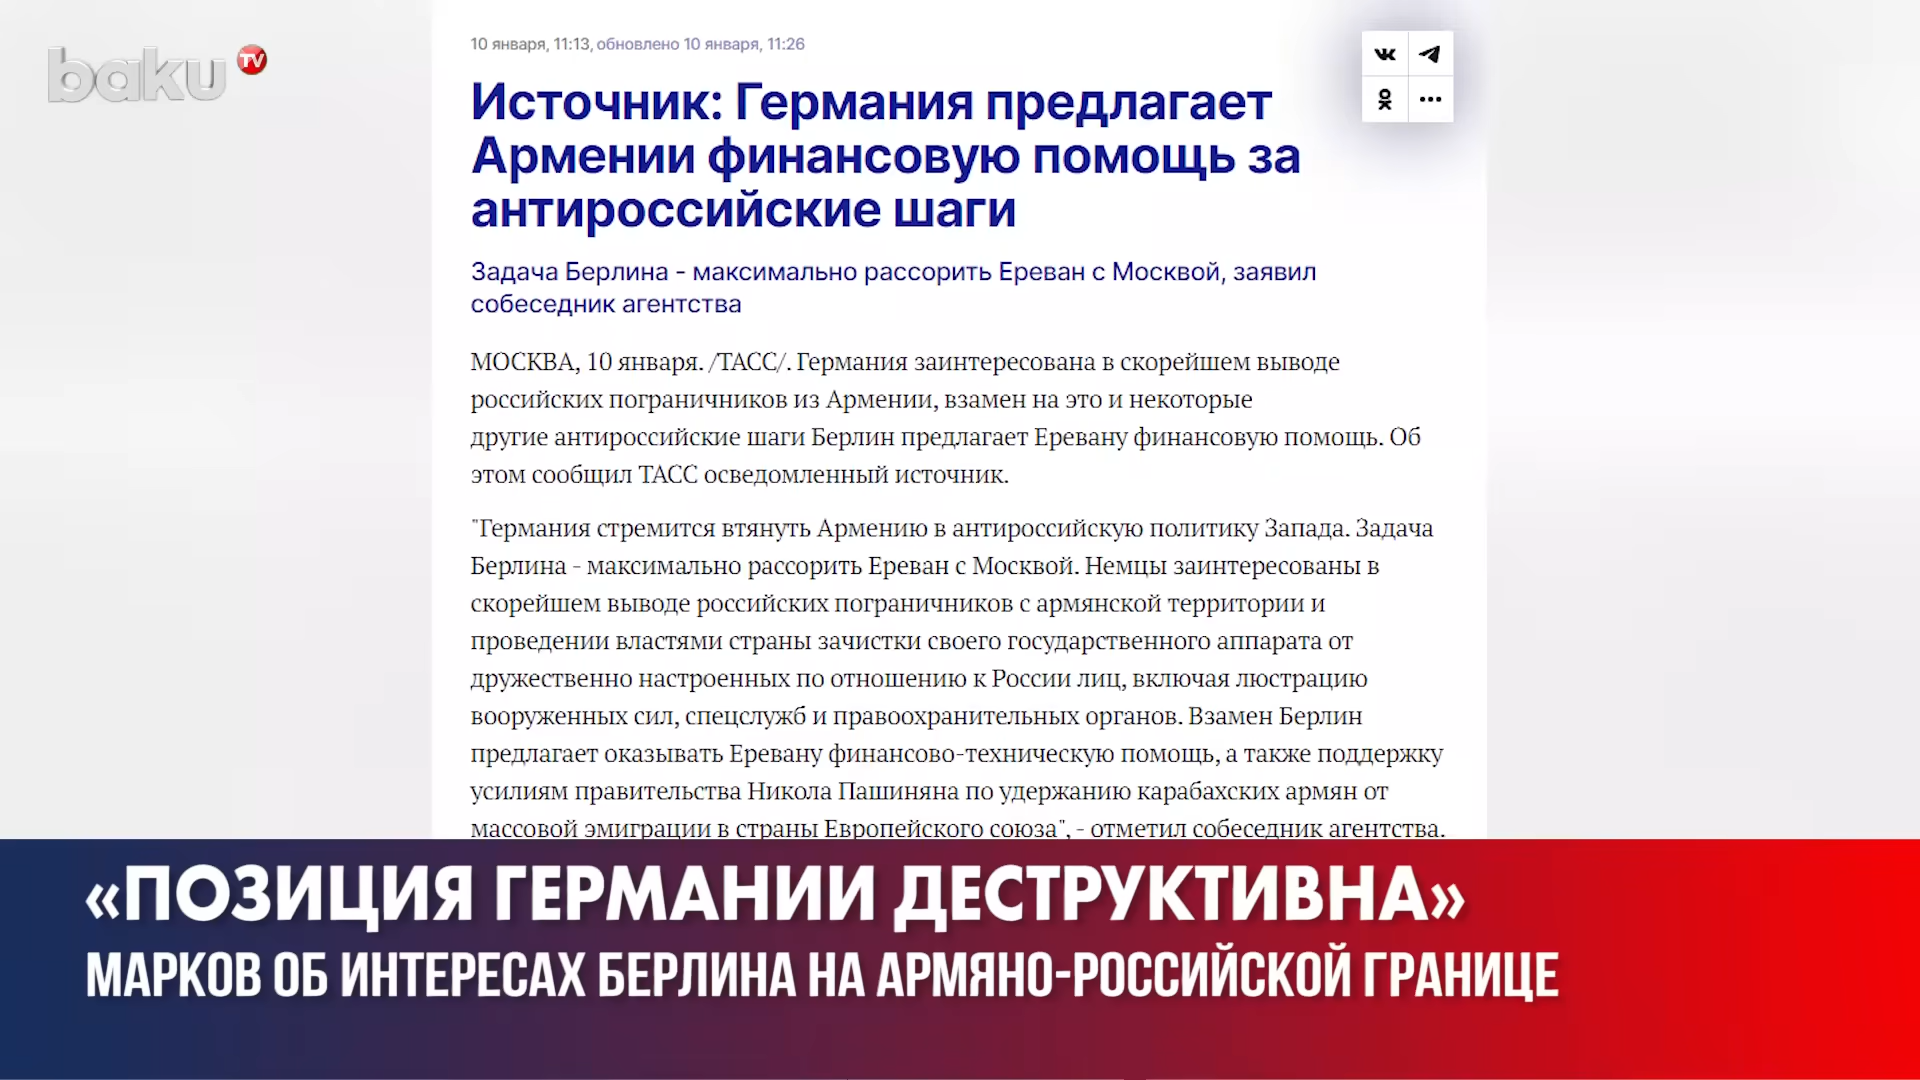 baku TV
10 января, 11:13, обновлено 10 января, 11:26
Источник: Германия предлагает
Армении финансовую помощь за
антироссийские шаги
Задача Берлина - максимально рассорить Ереван с Москвой, заявил
собеседник агентства
МОСКВА, 10 января. /ТАСС/. Германия заинтересована в скорейшем выводе
российских пограничников из Армении, взамен на это и некоторые
другие антироссийские шаги Берлин предлагает Еревану финансовую помощь. Об
этом сообщил ТАСС осведомленный источник.
"Германия стремится втянуть Армению в антироссийскую политику Запада. Задача
Берлина - максимально рассорить Ереван с Москвой. Немцы заинтересованы в
скорейшем выводе российских пограничников с армянской территории и
проведении властями страны зачистки своего государственного аппарата от
дружественно настроенных по отношению к России лиц, включая люстрацию
вооруженных сил, спецслужб и правоохранительных органов. Взамен Берлин
предлагает оказывать Еревану финансово-техническую помощь, а также поддержку
усилиям правительства Никола Пашиняна по удержанию карабахских армян от
массовой эмиграции в страны Европейского союза", - отметил собеседник агентства.
«ПОЗИЦИЯ ГЕРМАНИИ ДЕСТРУКТИВНА»
МАРКОВ ОБ ИНТЕРЕСАХ БЕРЛИНА НА АРМЯНО-РОССИЙСКОЙ ГРАНИЦЕ